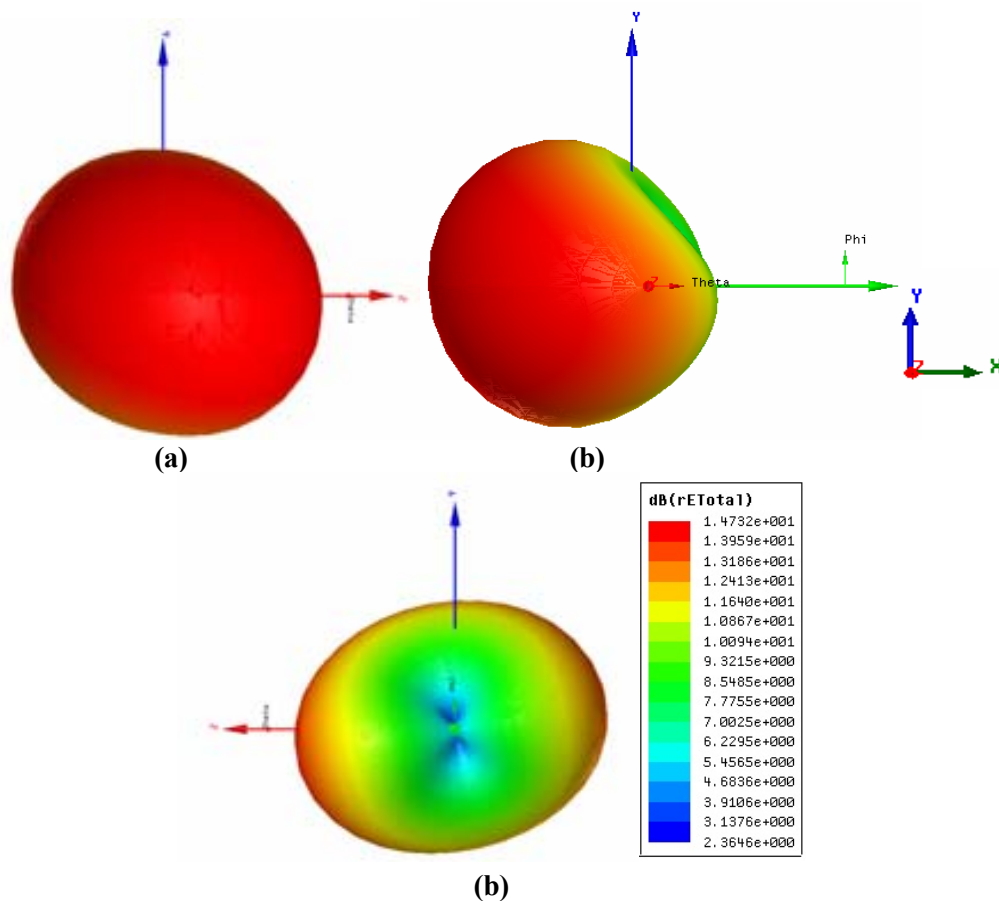 Y
Phi
Z
Theta
Y
Z
X
(a)
(b)
dB(rETotal)
1.4732e+001
1.3959e+001
1.3186e+001
1.2413e+001
1.1640e+001
1.0867e+001
1.0094e+001
9.3215e+000
8.5485e+000
7.7755e+000
7.0025e+000
6.2295e+000
5.4565e+000
4.6836e+000
3.9106e+000
3.1376e+000
2.3646e+000
(b)